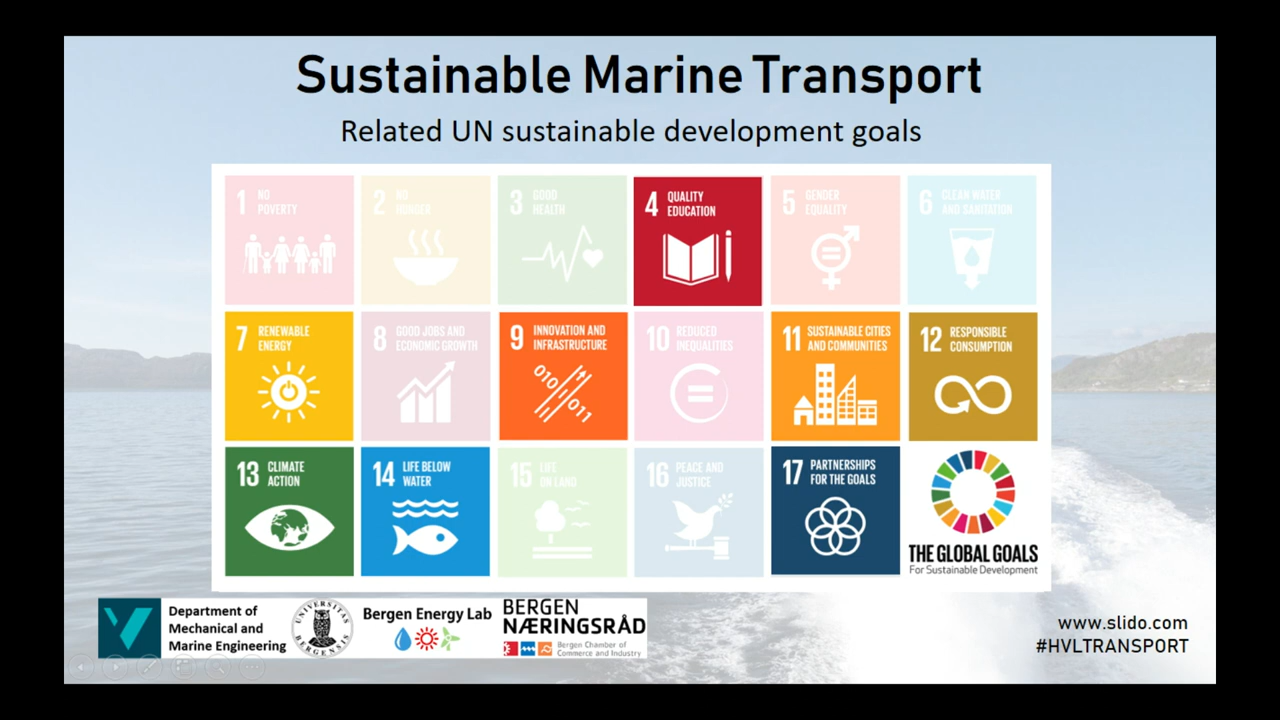 Sustainable Marine Transport
Related UN sustainable development goals
1 NO
POVERTY
2 NO
HUNGER
3 GOOD
HEALTH
4 QUALITY
EDUCATION
5 GENDER
EQUALITY
6 CLEAN WATER
AND SANITATION
7 RENEWABLE
ENERGY
8 GOOD JOBS AND
ECONOMIC GROWTH
9 INNOVATION AND
INFRASTRUCTURE
010
011
10 REDUCED
INEQUALITIES
11 SUSTAINABLE CITIES
AND COMMUNITIES
12 RESPONSIBLE
CONSUMPTION
13 CLIMATE
ACTION
14 LIFE BELOW
WATER
15 LIFE
ON LAND
16 PEACE AND
JUSTICE
17 PARTNERSHIPS
FOR THE GOALS
THE GLOBAL GOALS
For Sustainable Development
Department of
Mechanical and
Marine Engineering
UNIVERSITAS
BERGENSIS
Bergen Energy Lab
BERGEN
NÆRINGSRÅD
Bergen Chamber of
Commerce and Industry
www.slido.com
#HVLTRANSPORT